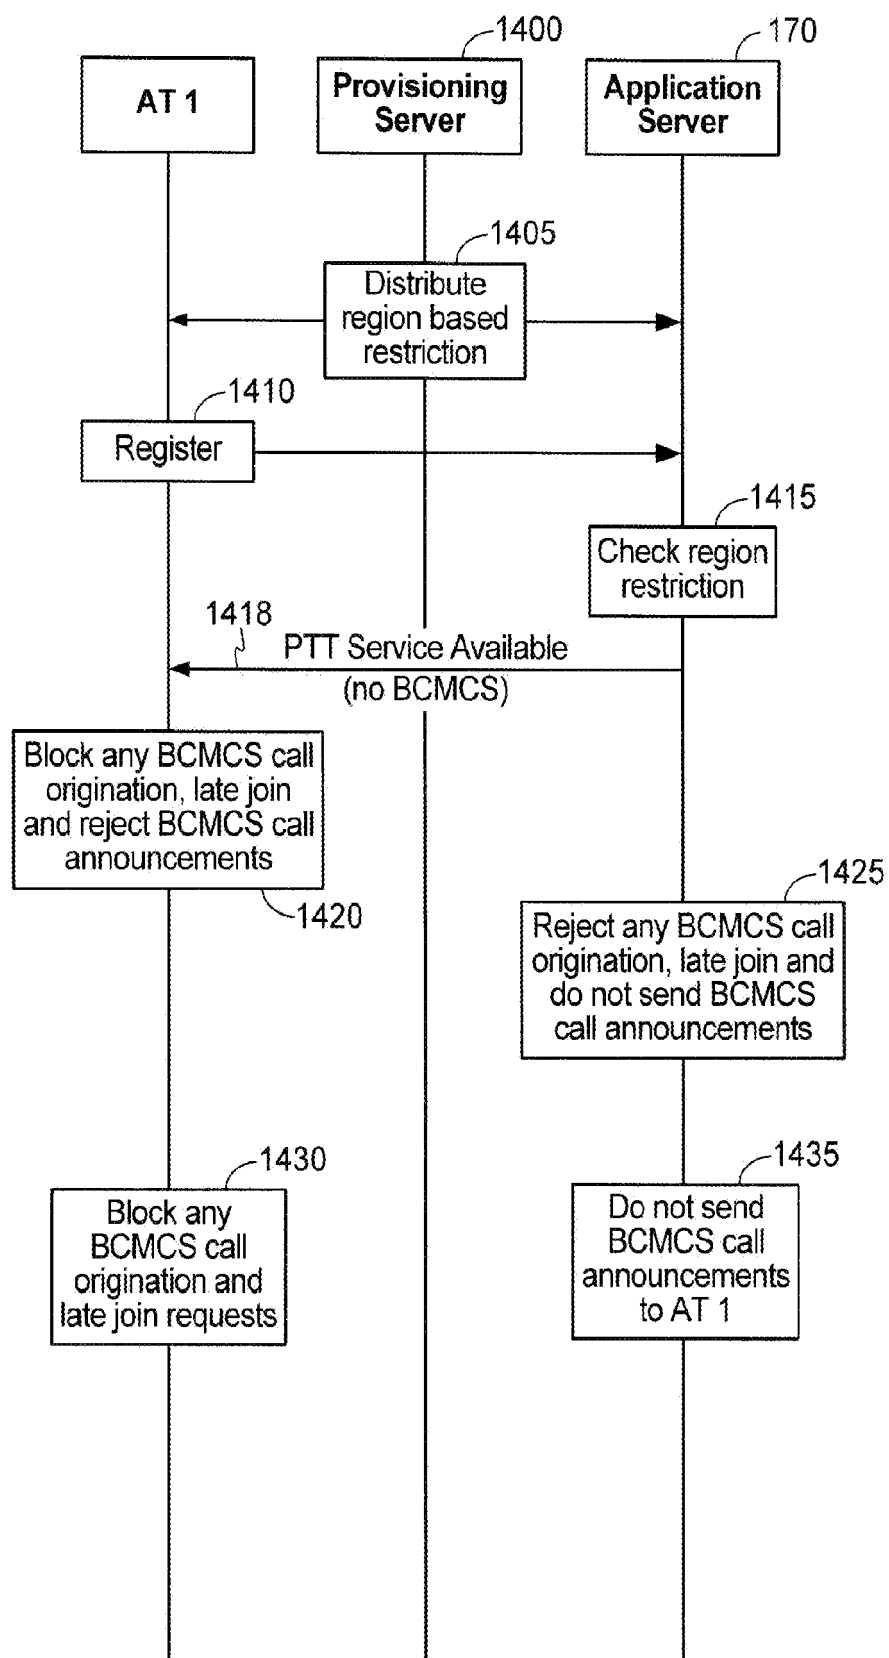 1400
170
AT 1
Provisioning
Server
Application
Server
1405
Distribute
region based
restriction
1410
Register
1415
Check region
restriction
1418
PTT Service Available
(no BCMCS)
Block any BCMCS call
origination, late join
and reject BCMCS call
announcements
1420
1425
Reject any BCMCS call
origination, late join and
do not send BCMCS
call announcements
1430
Block any
BCMCS call
origination and
late join requests
1435
Do not send
BCMCS call
announcements
to AT 1